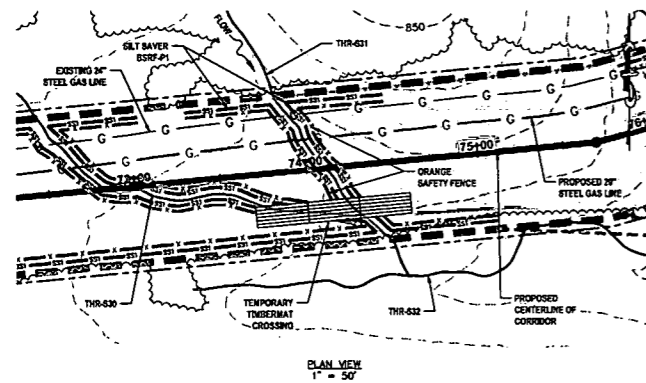 850
FLOW
THR-S31
SILT SAVER
BSRF-P1
EXISTING 24"
STEEL GAS LINE
G G G G G G
G G G G G G
72+00
74+00
75+00
76+
ORANGE
SAFETY FENCE
PROPOSED 20"
STEEL GAS LINE
THR-S30
TEMPORARY
TIMBERMAT
CROSSING
THR-S32
PROPOSED
CENTERLINE OF
CORRIDOR
PLAN VIEW
1" = 50'